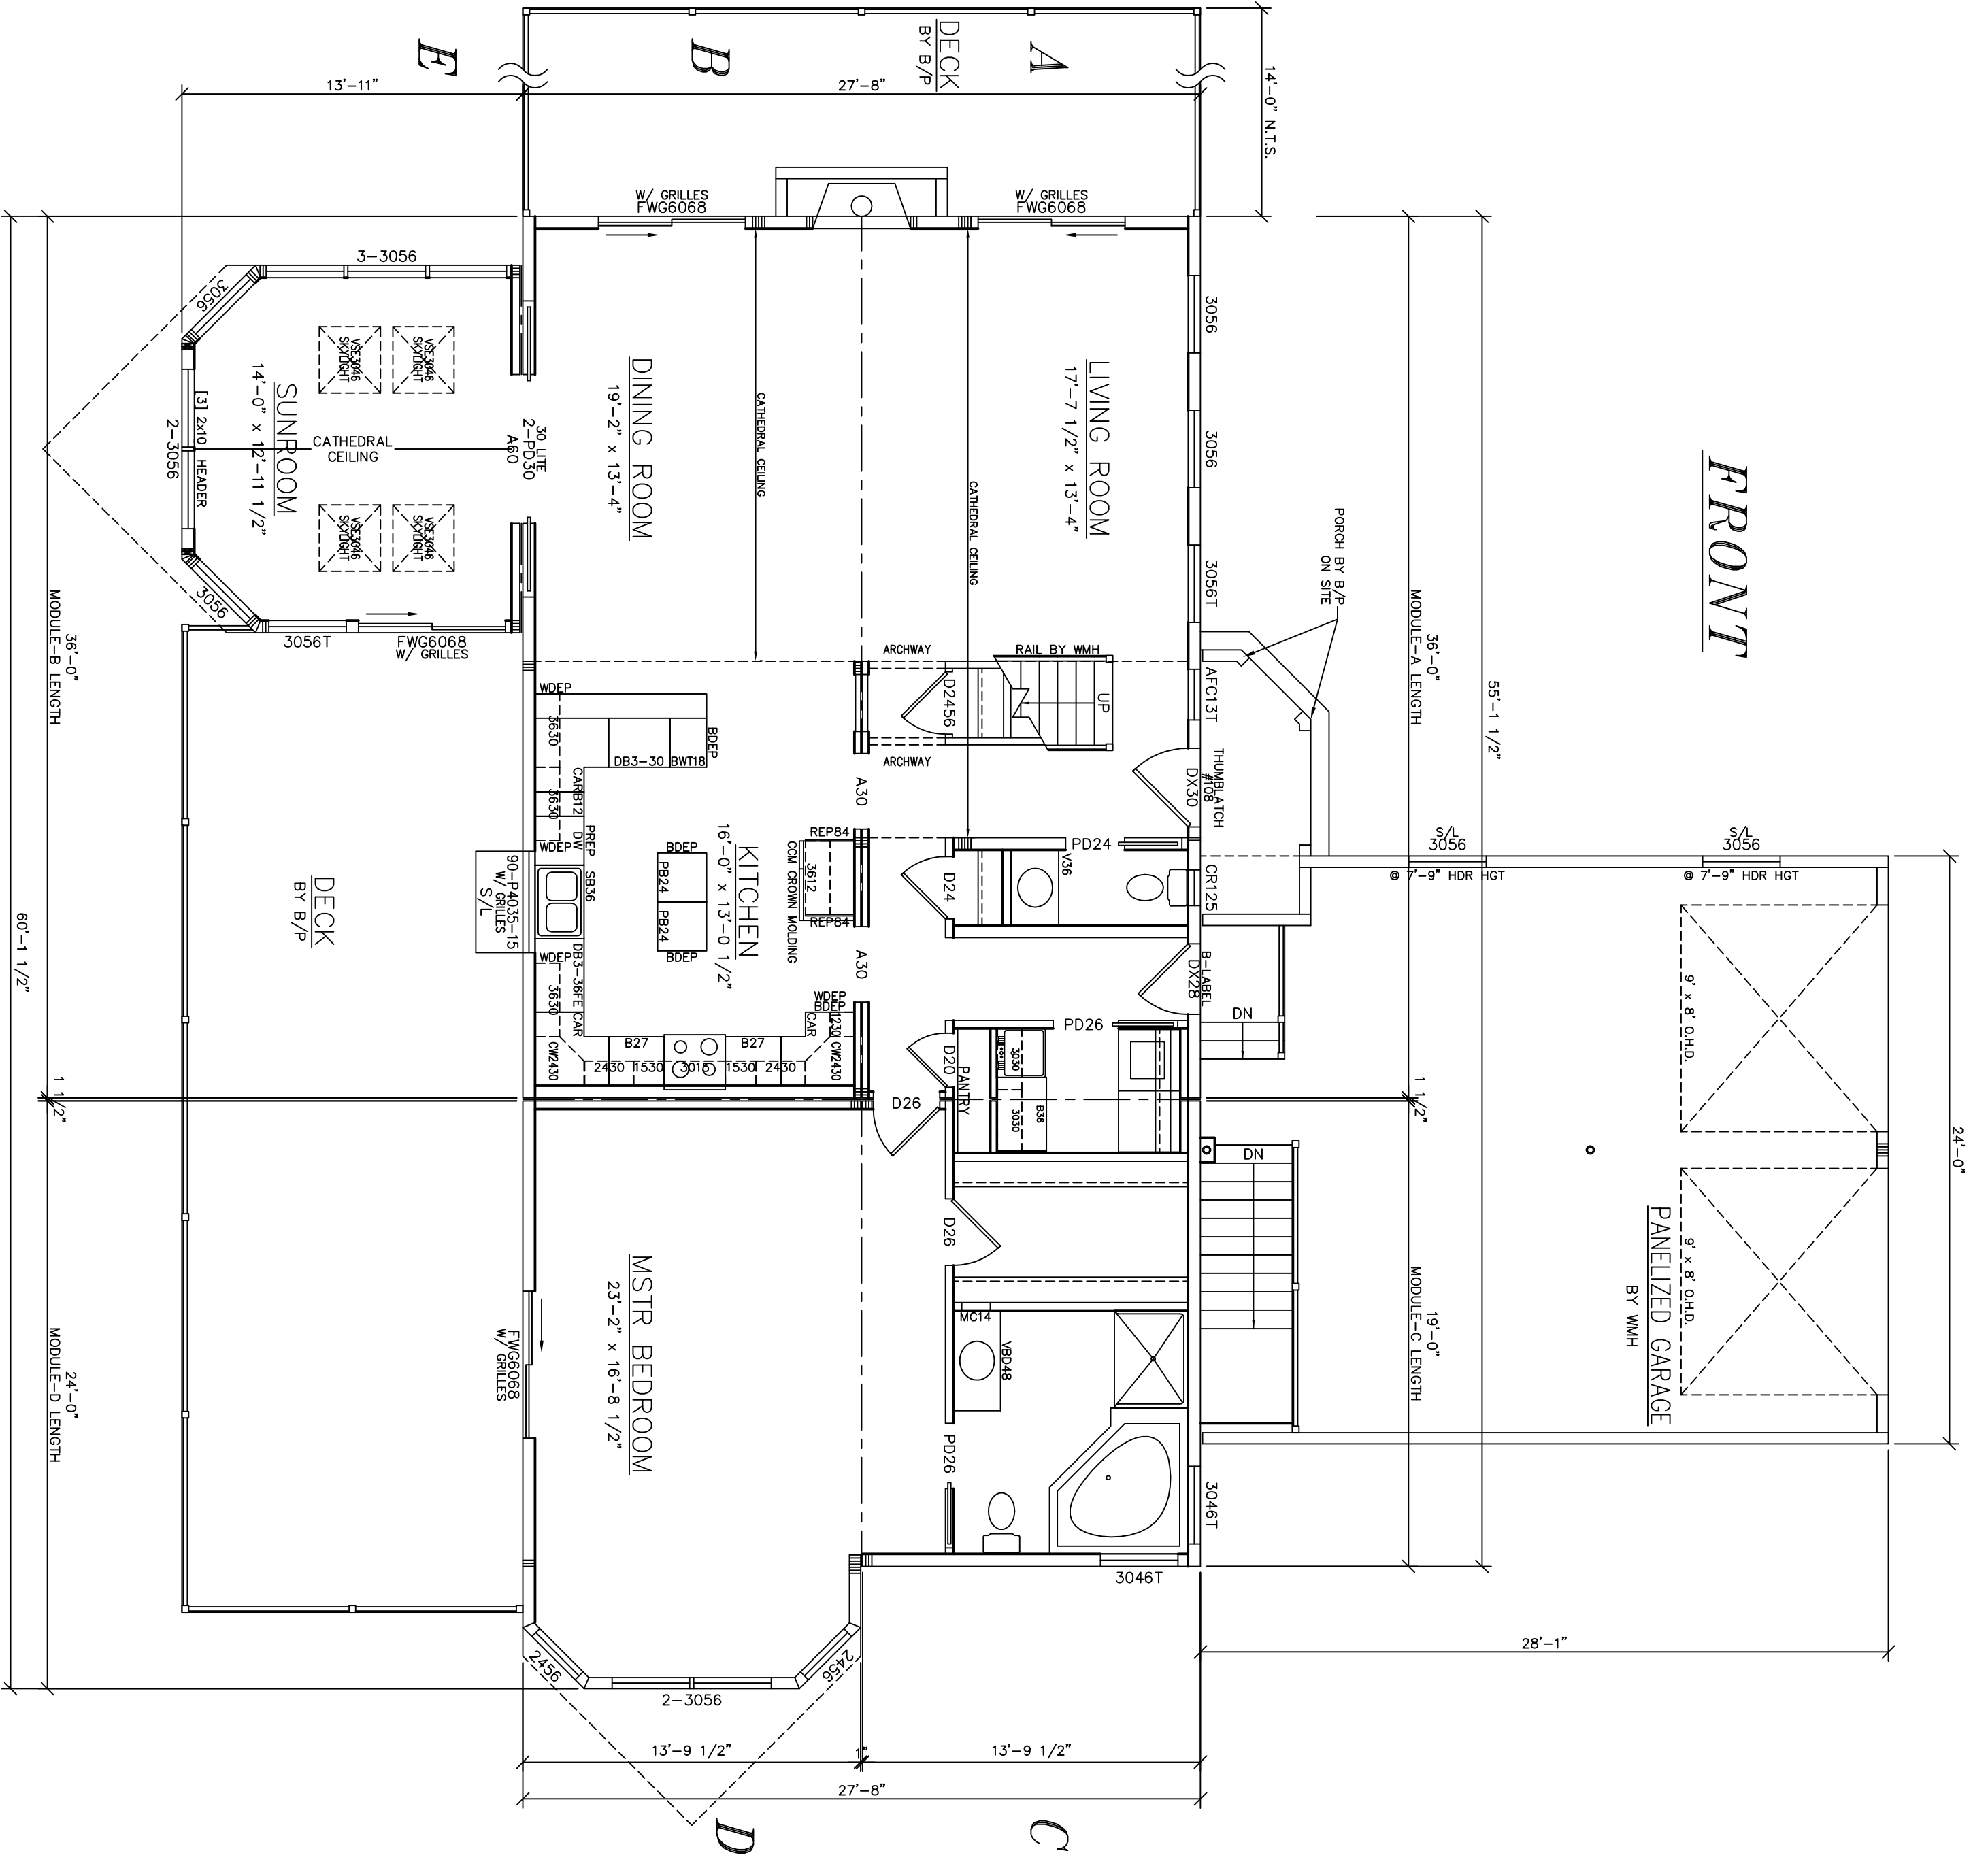 FRONT
A
B
C
D
E
DECK
BY B/P
14'-0" N.T.S.
27'-8"
13'-11"
W/ GRILLES
FWG6068
W/ GRILLES
FWG6068
3-3056
3056
VSE3046
SKYLIGHT
VSE3046
SKYLIGHT
VSE3046
SKYLIGHT
VSE3046
SKYLIGHT
SUNROOM
14'-0" x 12'-11 1/2"
CATHEDRAL
CEILING
[3] 2x10 HEADER
2-3056
3056
3056T
FWG6068
W/ GRILLES
30 LITE
2-PD30
A60
DINING ROOM
19'-2" x 13'-4"
CATHEDRAL CEILING
LIVING ROOM
17'-7 1/2" x 13'-4"
CATHEDRAL CEILING
3056
3056
3056T
AFC13T
PORCH BY B/P
ON SITE
THUMBLATCH
#108
DX30
ARCHWAY
RAIL BY WMH
UP
D2456
ARCHWAY
A30
A30
WDEP
3630
BDEP
DB3-30
BWT18
CARB12
3630
DW
PREP
WDEP
SB36
90-P4035-15
W/ GRILLES
S/L
WDEP
DB3-36FE
3630
CAR
CW2430
BDEP
PB24
PB24
BDEP
KITCHEN
16'-0" x 13'-0 1/2"
REP84
3612
REP84
CCM CROWN MOLDING
WDEP
BDEP
CAR
1230
CW2430
B27
B27
2430
1530
3015
1530
2430
PD24
V36
D24
CR125
B-LABEL
DX28
DN
PD26
D20
PANTRY
3030
3030
B36
D26
D26
MC14
VBD48
PD26
3046T
3046T
DN
MSTR BEDROOM
23'-2" x 16'-8 1/2"
FWG6068
W/ GRILLES
2456
2-3056
2456
DECK
BY B/P
S/L
3056
@ 7'-9" HDR HGT
S/L
3056
@ 7'-9" HDR HGT
9' x 8' O.H.D.
9' x 8' O.H.D.
PANELIZED GARAGE
BY WMH
24'-0"
28'-1"
55'-1 1/2"
36'-0"
MODULE-A LENGTH
1 1/2"
19'-0"
MODULE-C LENGTH
36'-0"
MODULE-B LENGTH
1 1/2"
24'-0"
MODULE-D LENGTH
60'-1 1/2"
13'-9 1/2"
1"
13'-9 1/2"
27'-8"